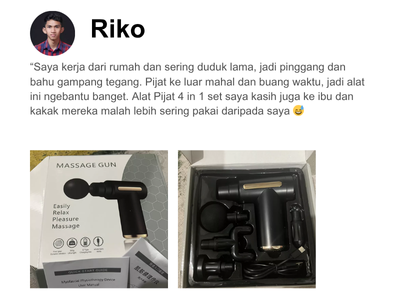 Riko
“Saya kerja dari rumah dan sering duduk lama, jadi pinggang dan
bahu gampang tegang. Pijat ke luar mahal dan buang waktu, jadi alat
ini ngebantu banget. Alat Pijat 4 in 1 set saya kasih juga ke ibu dan
kakak mereka malah lebih sering pakai daripada saya 😅
MASSAGE GUN
Easily
Relax
Pleasure
Massage